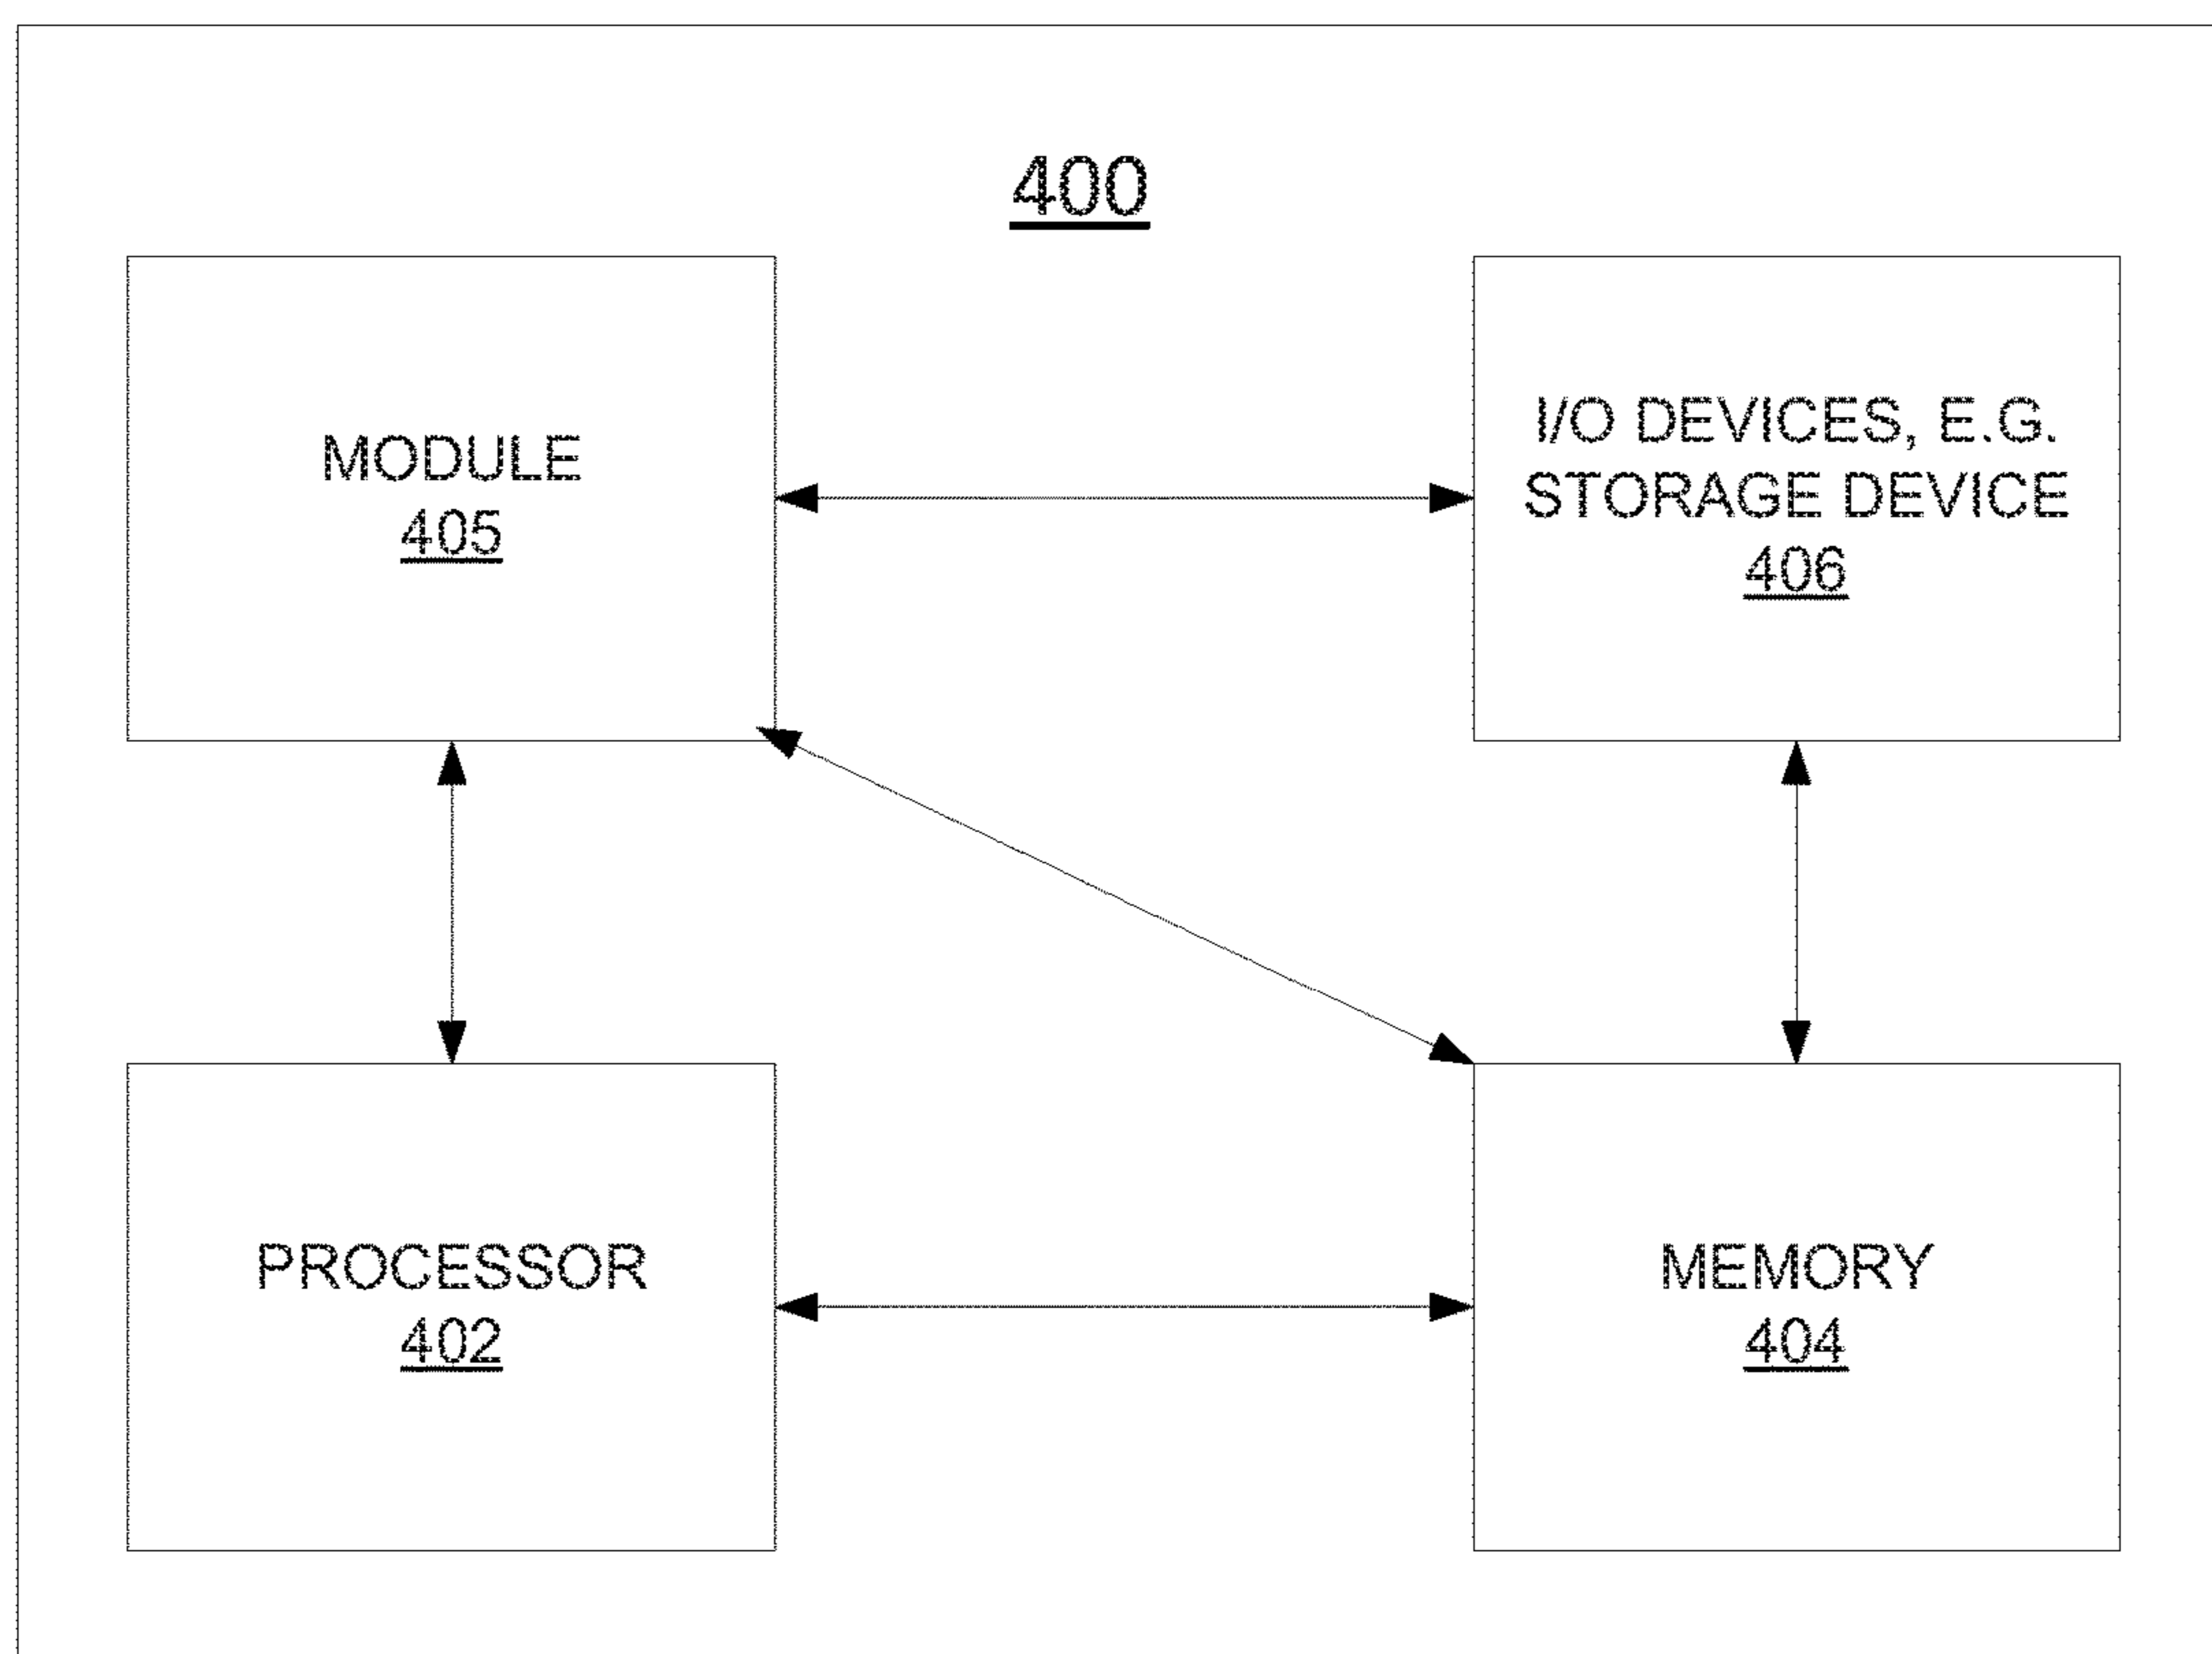 400
MODULE
405
I/O DEVICES, E.G.
STORAGE DEVICE
406
PROCESSOR
402
MEMORY
404